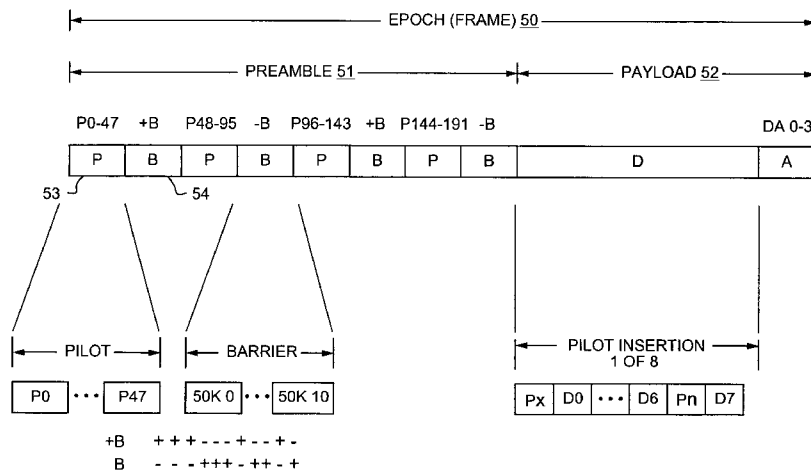 EPOCH (FRAME) 50
PREAMBLE 51 PAYLOAD 52
P0-47 +B P48-95 -B P96-143 +B P144-191 -B DA 0-3
P B P B P B P B D A
53 54
PILOT BARRIER PILOT INSERTION
1 OF 8
P0 ••• P47 50K 0 ••• 50K 10 Px D0 ••• D6 Pn D7
+B + + + - - - + - - + -
B - - - + + + - + + - +